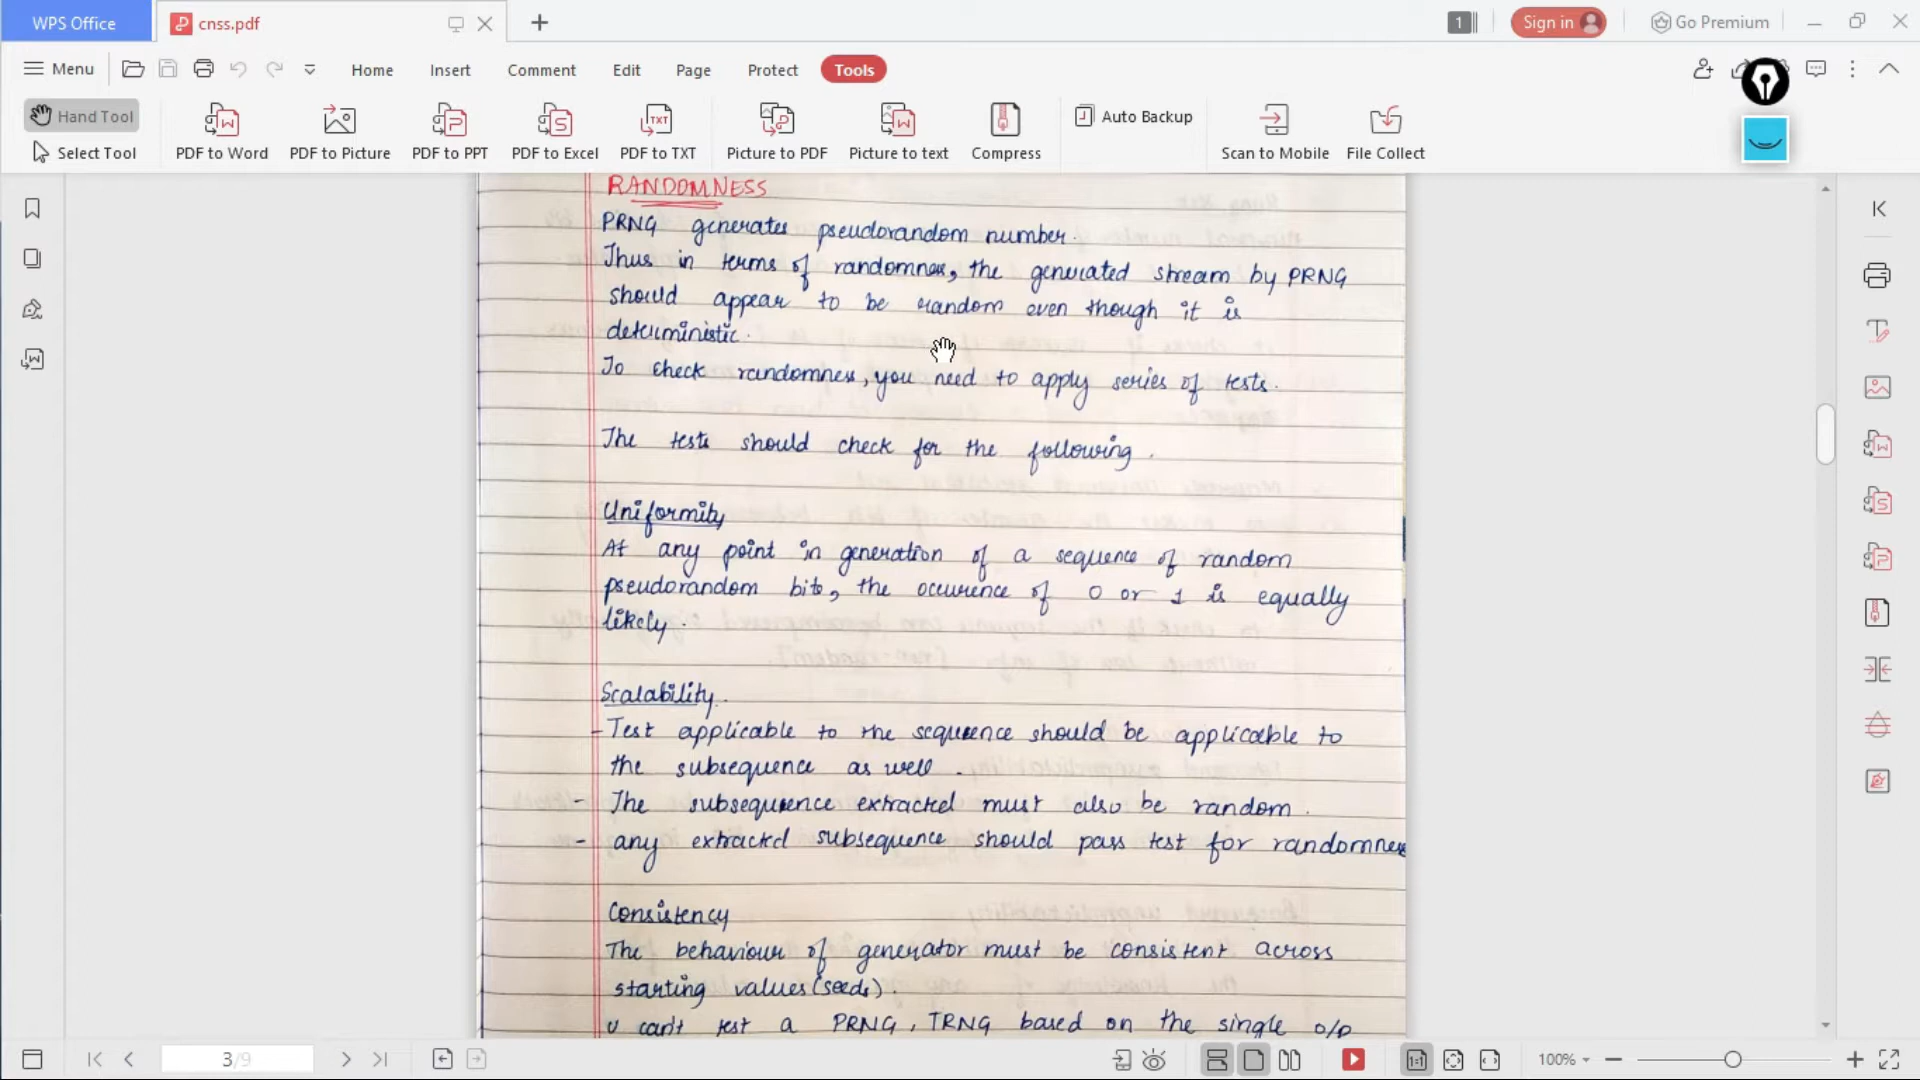 WPS Office
cnss.pdf
1
Sign in
Go Premium
Menu
Home
Insert
Comment
Edit
Page
Protect
Tools
Hand Tool
Select Tool
PDF to Word
PDF to Picture
PDF to PPT
PDF to Excel
TXT
PDF to TXT
Picture to PDF
Picture to text
Compress
Auto Backup
Scan to Mobile
File Collect
RANDOMNESS
PRNG generates pseudorandom number.
Thus in terms of randomness, the generated stream by PRNG
should appear to be random even though it is
deterministic.
To check randomness, you need to apply series of tests.
The tests should check for the following.
Uniformity
At any point in generation of a sequence of random
pseudorandom bits, the occurence of 0 or 1 is equally
likely.
Scalability.
- Test applicable to the sequence should be applicable to
the subsequence as well.
- The subsequence extracted must also be random.
- any extracted subsequence should pass test for randomness
Consistency
The behaviour of generator must be consistent across
starting values (seeds).
U can't test a PRNG, TRNG based on the single o/p
3/9
1:1
100%